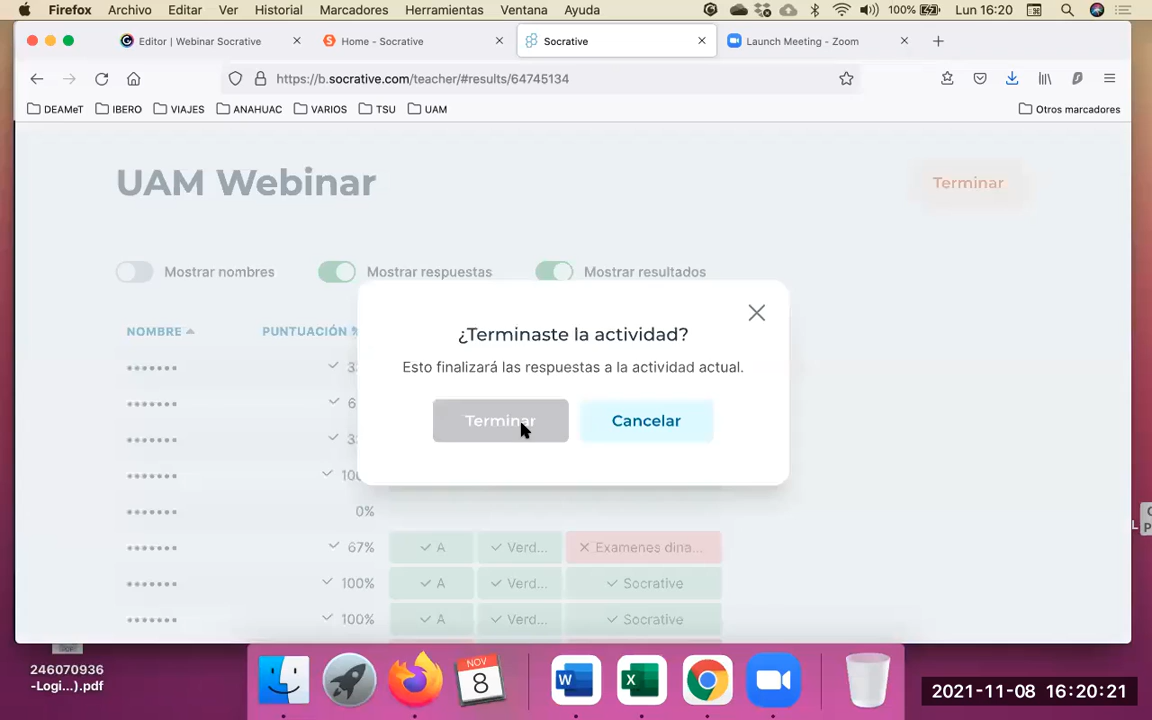 Firefox Archivo Editar Ver Historial Marcadores Herramientas Ventana Ayuda 100% Lun 16:20
Editor | Webinar Socrative Home - Socrative Socrative Launch Meeting - Zoom
https://b.socrative.com/teacher/#results/64745134
DEAMeT IBERO VIAJES ANAHUAC VARIOS TSU UAM Otros marcadores
UAM Webinar Terminar
Mostrar nombres Mostrar respuestas Mostrar resultados
NOMBRE PUNTUACIÓN %
¿Terminaste la actividad?
Esto finalizará las respuestas a la actividad actual.
Terminar Cancelar
0%
67% A Verd... Examenes dina...
100% A Verd... Socrative
100% A Verd... Socrative
246070936
-Logi...).pdf
NOV
8
W
X
2021-11-08 16:20:21